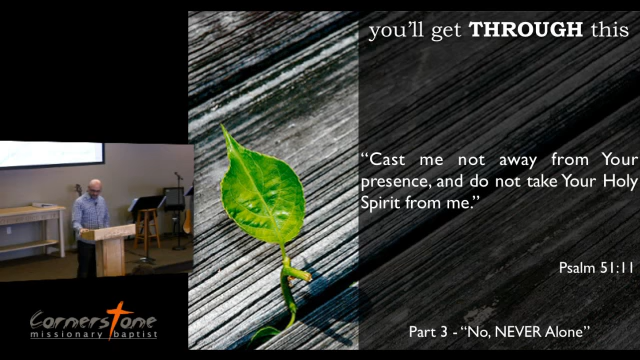 you’ll get THROUGH this
“Cast me not away from Your
presence, and do not take Your Holy
Spirit from me.”
Psalm 51:11
Part 3 - “No, NEVER Alone”
Cornerstone
missionary baptist